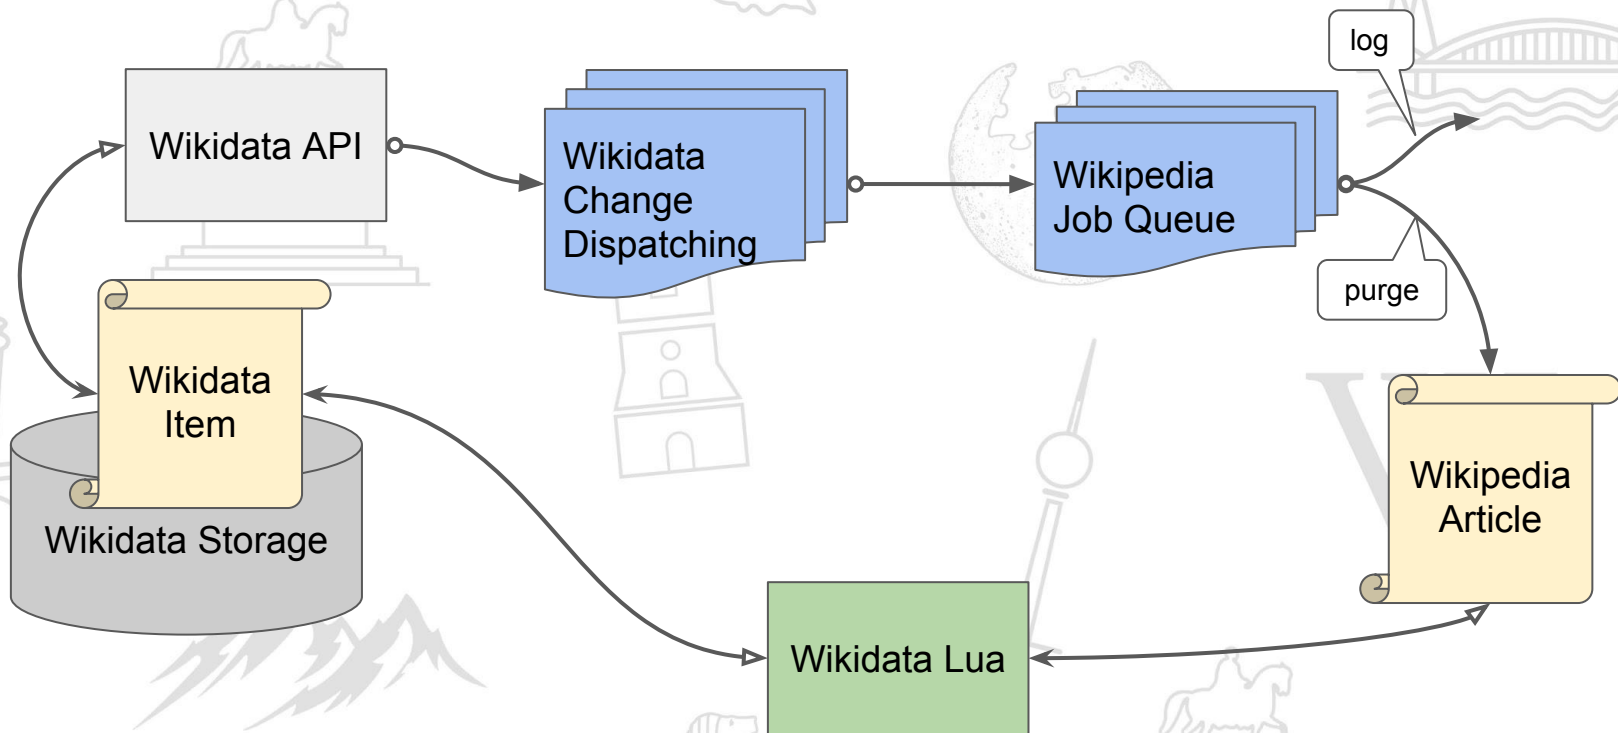 log
Wikidata API
Wikidata
Change
Dispatching
Wikipedia
Job Queue
purge
Wikidata
Item
Wikidata Storage
Wikipedia
Article
Wikidata Lua